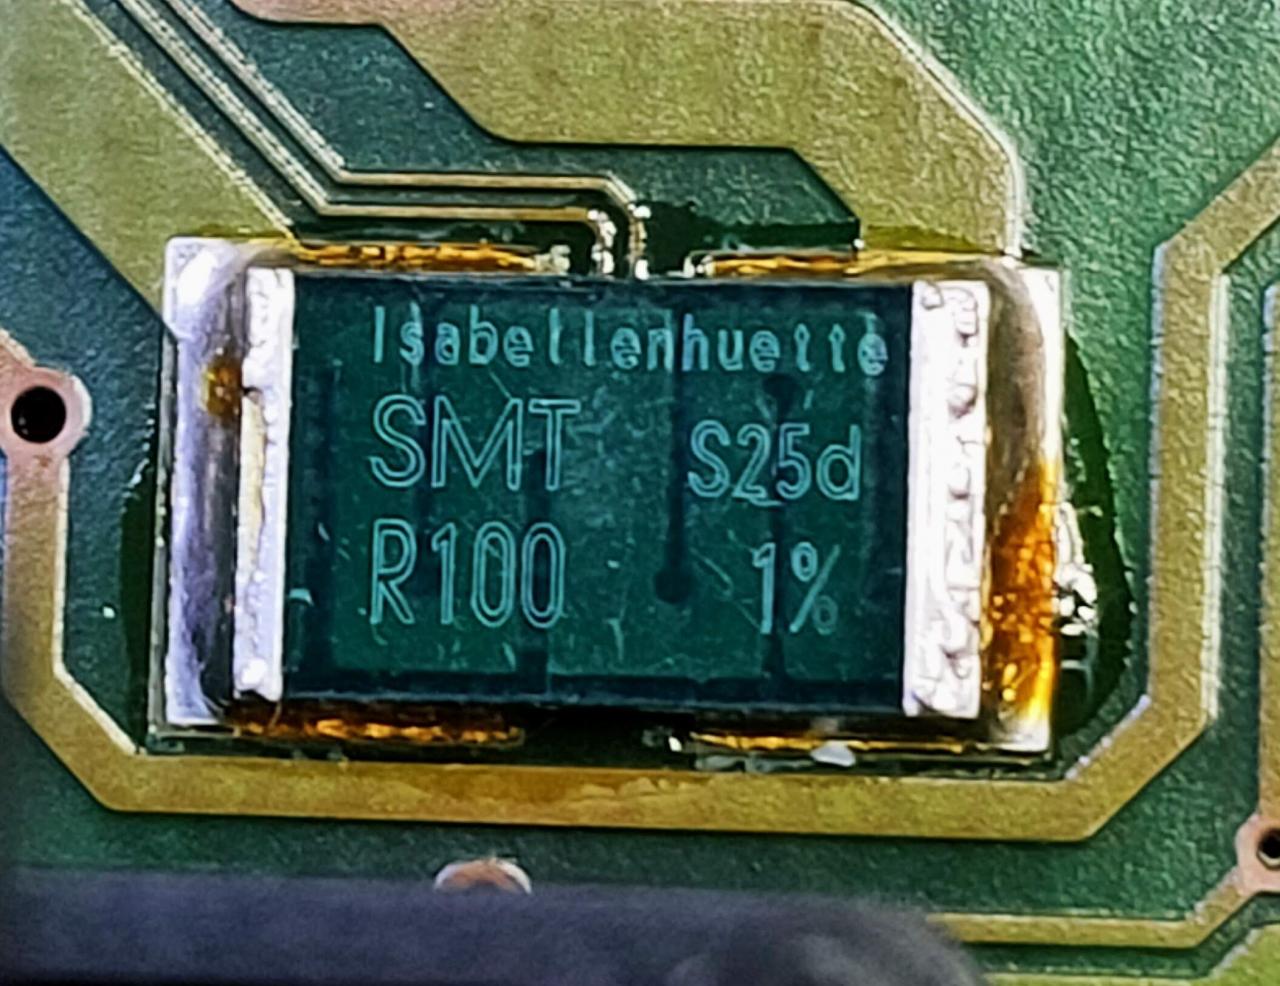 Isabellenhuette
SMT S25d
R100 1%